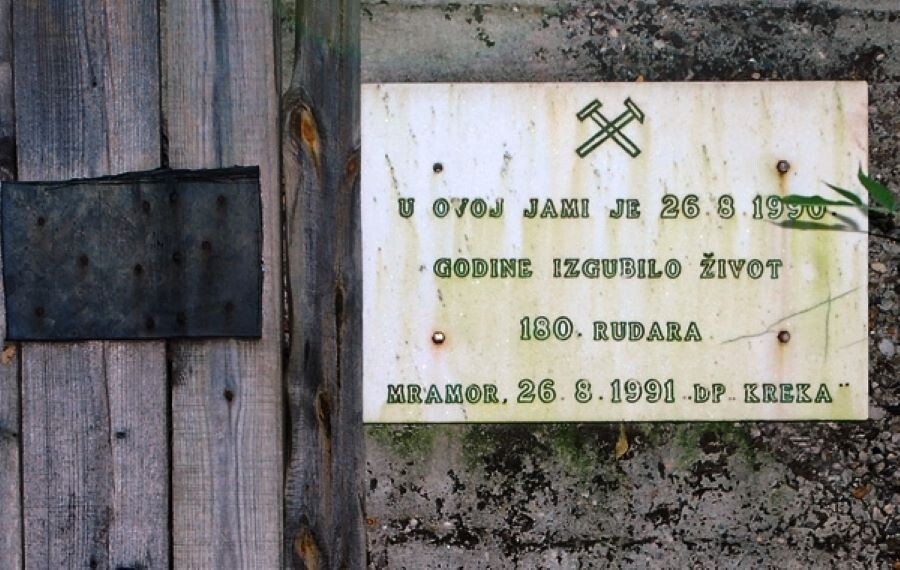 U OVOJ JAMI JE 26 8 1990.
GODINE IZGUBILO ŽIVOT
180 RUDARA
MRAMOR, 26. 8. 1991 „DP KREKA"